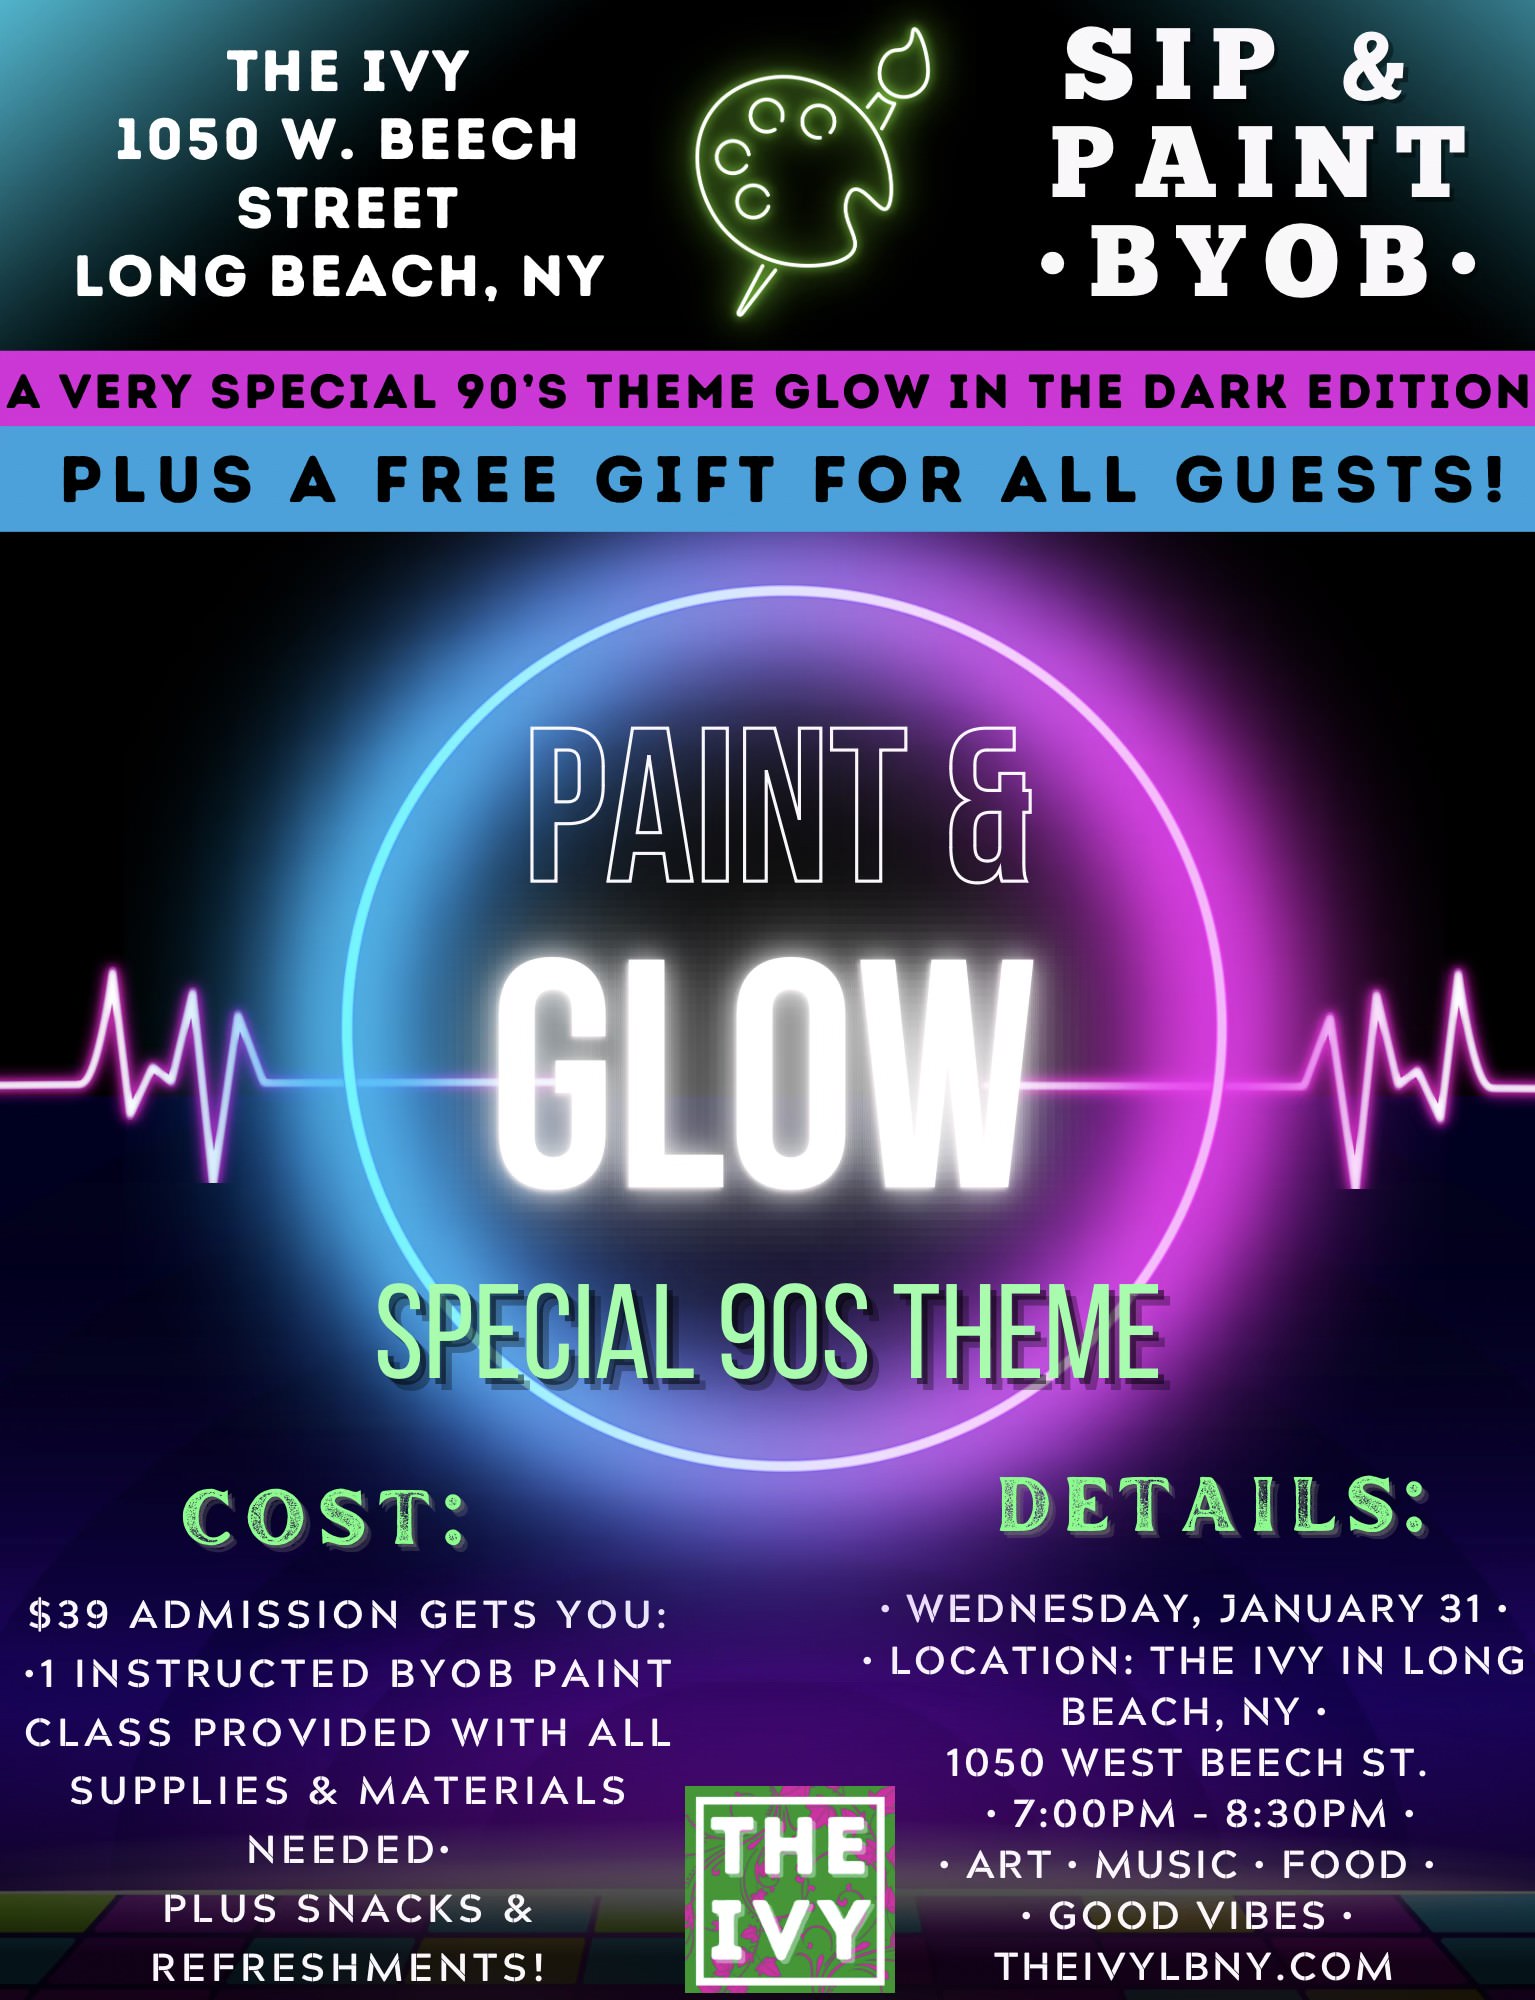 THE IVY
1050 W. BEECH
STREET
LONG BEACH, NY
SIP &
PAINT
•BYOB•
A VERY SPECIAL 90'S THEME GLOW IN THE DARK EDITION
PLUS A FREE GIFT FOR ALL GUESTS!
PAINT &
GLOW
SPECIAL 90S THEME
COST:
$39 ADMISSION GETS YOU:
•1 INSTRUCTED BYOB PAINT
CLASS PROVIDED WITH ALL
SUPPLIES & MATERIALS
NEEDED•
PLUS SNACKS &
REFRESHMENTS!
THE
IVY
DETAILS:
• WEDNESDAY, JANUARY 31 •
• LOCATION: THE IVY IN LONG
BEACH, NY •
1050 WEST BEECH ST.
• 7:00PM - 8:30PM •
• ART • MUSIC • FOOD •
• GOOD VIBES •
THEIVYLBNY.COM